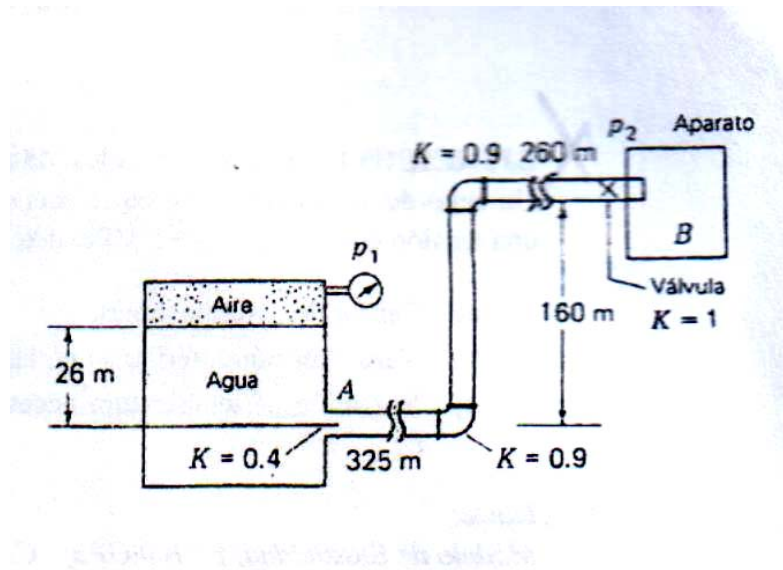 p2 Aparato
K = 0.9 260 m
B
p1
Válvula
K = 1
160 m
Aire
26 m
Agua
A
K = 0.4
325 m
K = 0.9